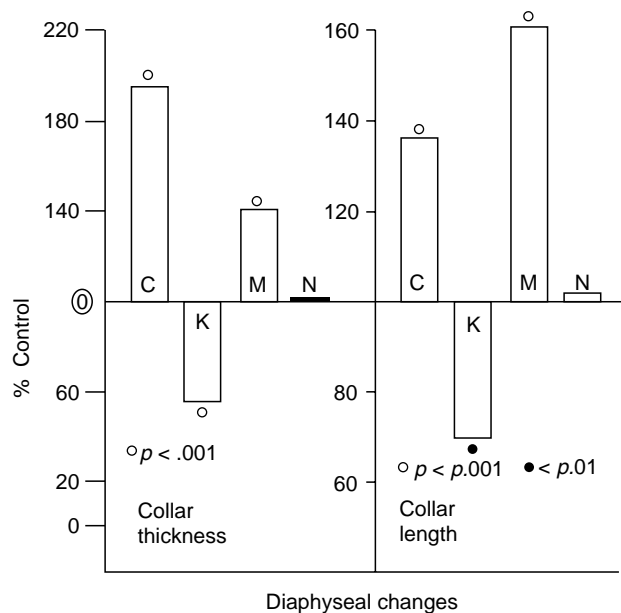 220
180
140
0
60
20
0
% Control
C
K
M
N
p < .001
Collar
thickness
160
140
120
80
60
C
K
M
N
p < p.001
< p.01
Collar
length
Diaphyseal changes